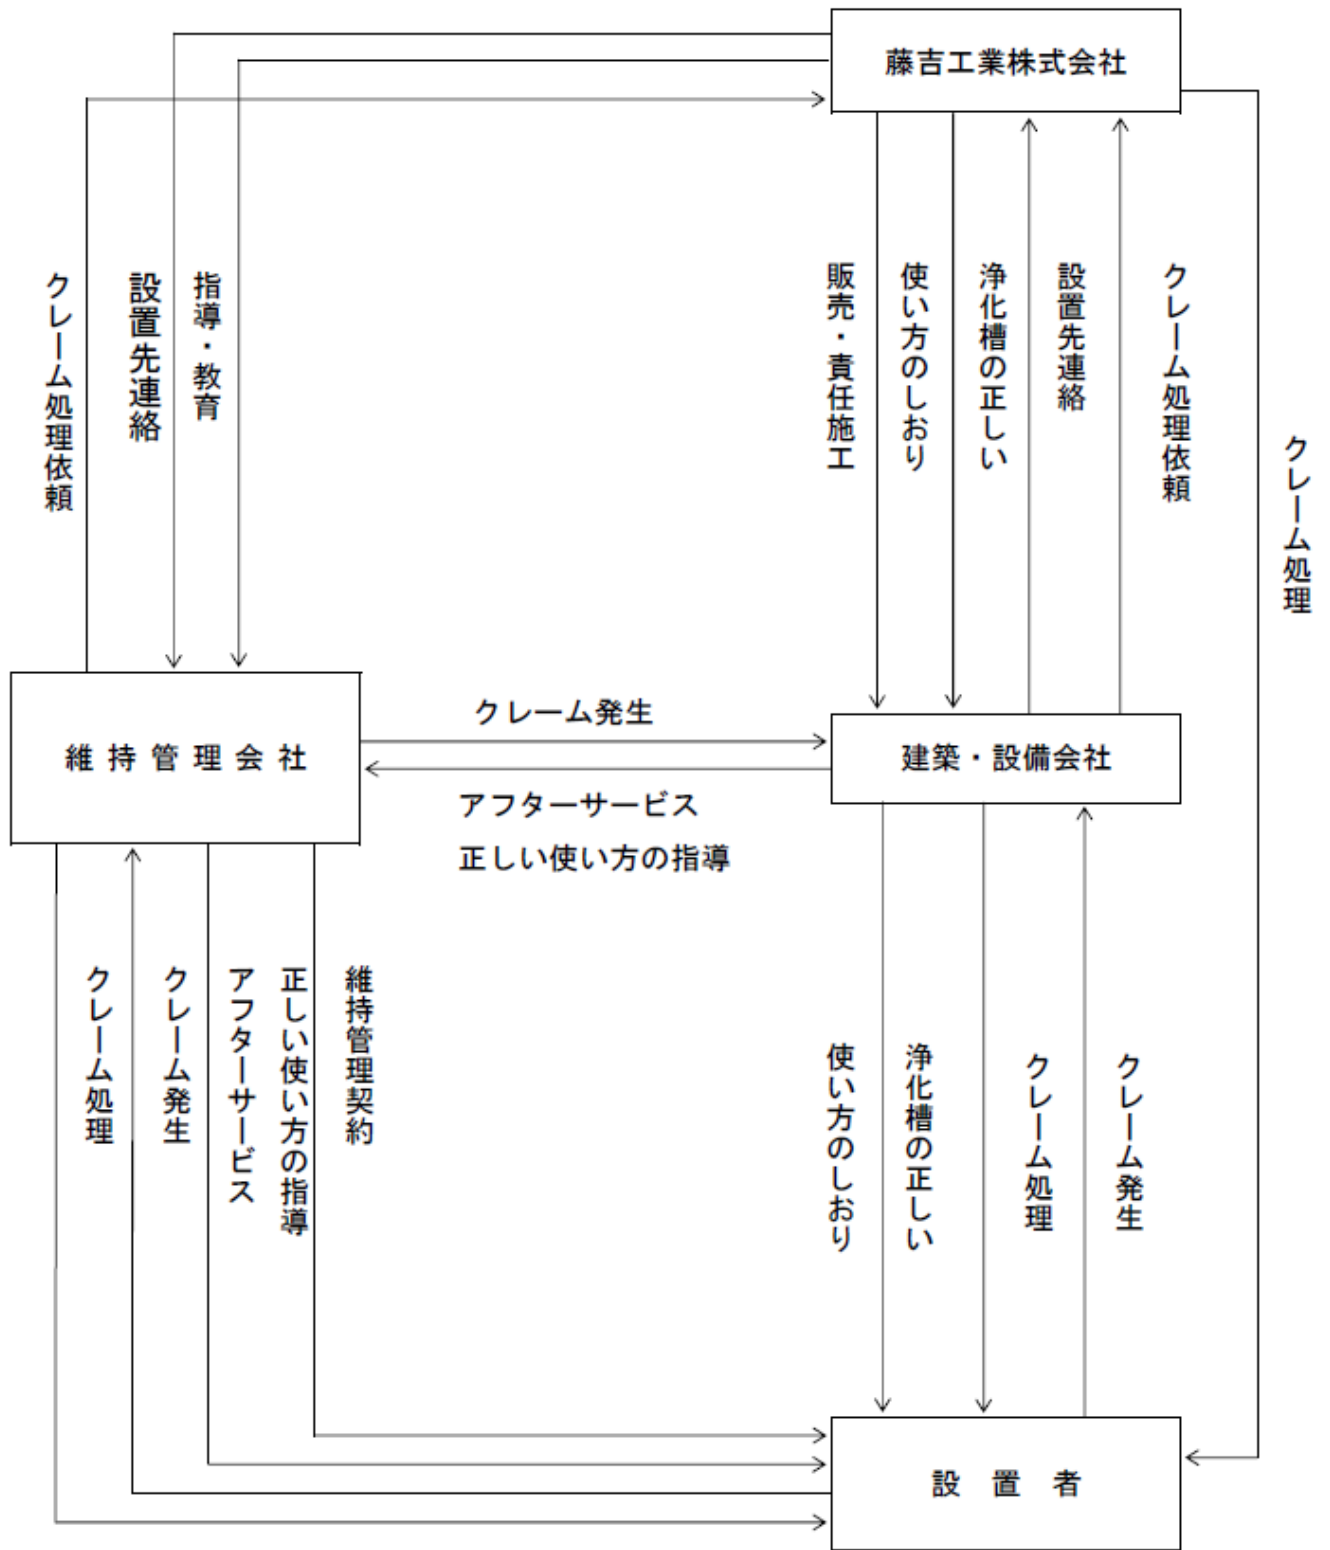 藤吉工業株式会社
クレーム処理依頼
設置先連絡
指導・教育
販売・責任施工
浄化槽の正しい
使い方のしおり
設置先連絡
クレーム処理依頼
クレーム処理
維持管理会社
クレーム発生
アフターサービス
正しい使い方の指導
建築・設備会社
クレーム処理
クレーム発生
アフターサービス
正しい使い方の指導
維持管理契約
浄化槽の正しい
使い方のしおり
クレーム処理
クレーム発生
設置者